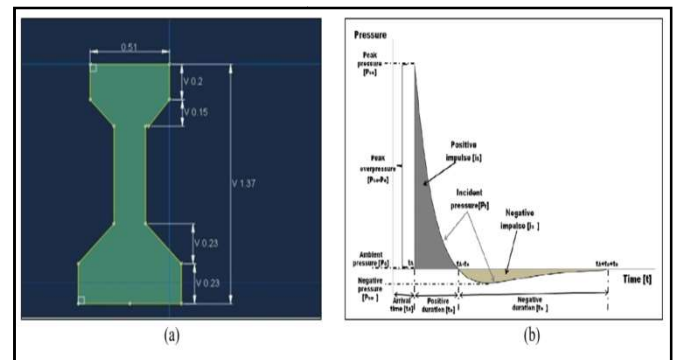 0.51
V 0.2
V 0.15
V 1.37
V 0.23
V 0.23
(a)
Pressure
Peak
pressure
Positive
impulse
Peak
overpressure
Incident
pressure
Negative
impulse
Ambient
pressure
Time [t]
Negative
pressure
Arrival
time
Positive
duration
Negative
duration
(b)